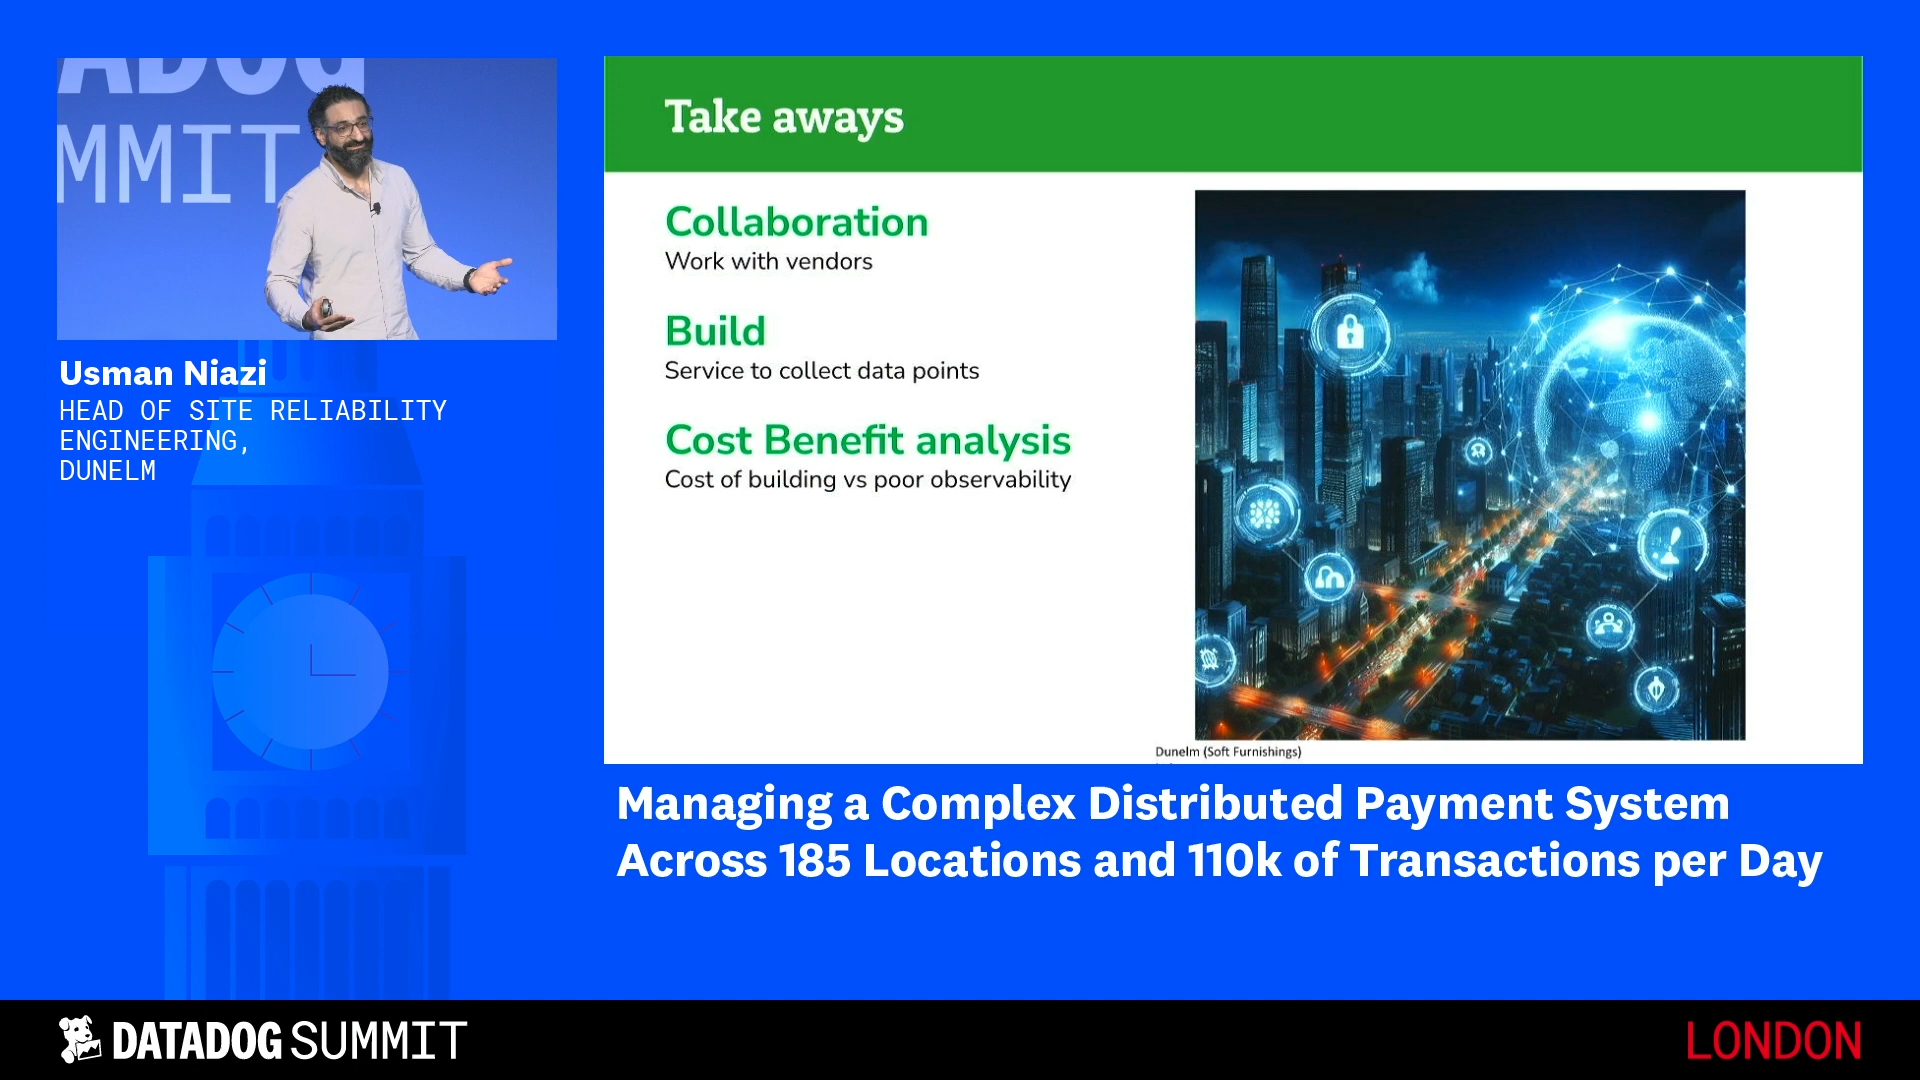 ADOG
MMIT
Usman Niazi
HEAD OF SITE RELIABILITY
ENGINEERING,
DUNELM
Take aways
Collaboration
Work with vendors
Build
Service to collect data points
Cost Benefit analysis
Cost of building vs poor observability
Dunelm (Soft Furnishings)
Managing a Complex Distributed Payment System
Across 185 Locations and 110k of Transactions per Day
DATADOG SUMMIT
LONDON